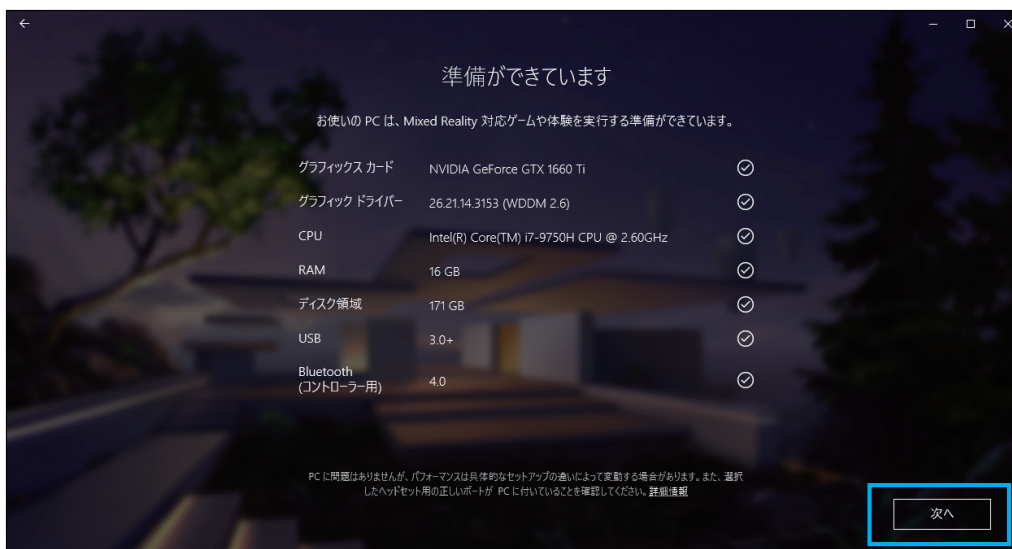 準備ができています
お使いの PC は、Mixed Reality 対応ゲームや体験を実行する準備ができています。
グラフィックス カード NVIDIA GeForce GTX 1660 Ti
グラフィック ドライバー 26.21.14.3153 (WDDM 2.6)
CPU Intel(R) Core(TM) i7-9750H CPU @ 2.60GHz
RAM 16 GB
ディスク領域 171 GB
USB 3.0+
Bluetooth
(コントローラー用) 4.0
PC に問題はありませんが、パフォーマンスは具体的なセットアップの違いによって変動する場合があります。また、選択
したヘッドセット用の正しいポートが PC に付いていることを確認してください。詳細情報
次へ